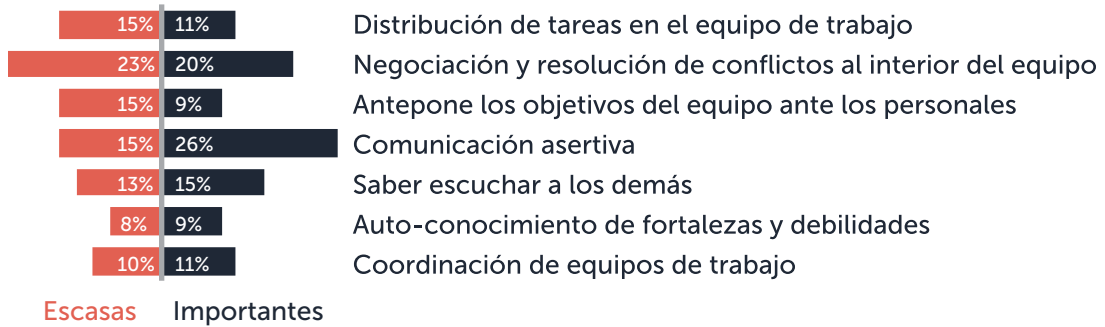 15% 11% Distribución de tareas en el equipo de trabajo
23% 20% Negociación y resolución de conflictos al interior del equipo
15% 9% Antepone los objetivos del equipo ante los personales
15% 26% Comunicación asertiva
13% 15% Saber escuchar a los demás
8% 9% Auto-conocimiento de fortalezas y debilidades
10% 11% Coordinación de equipos de trabajo
Escasas Importantes